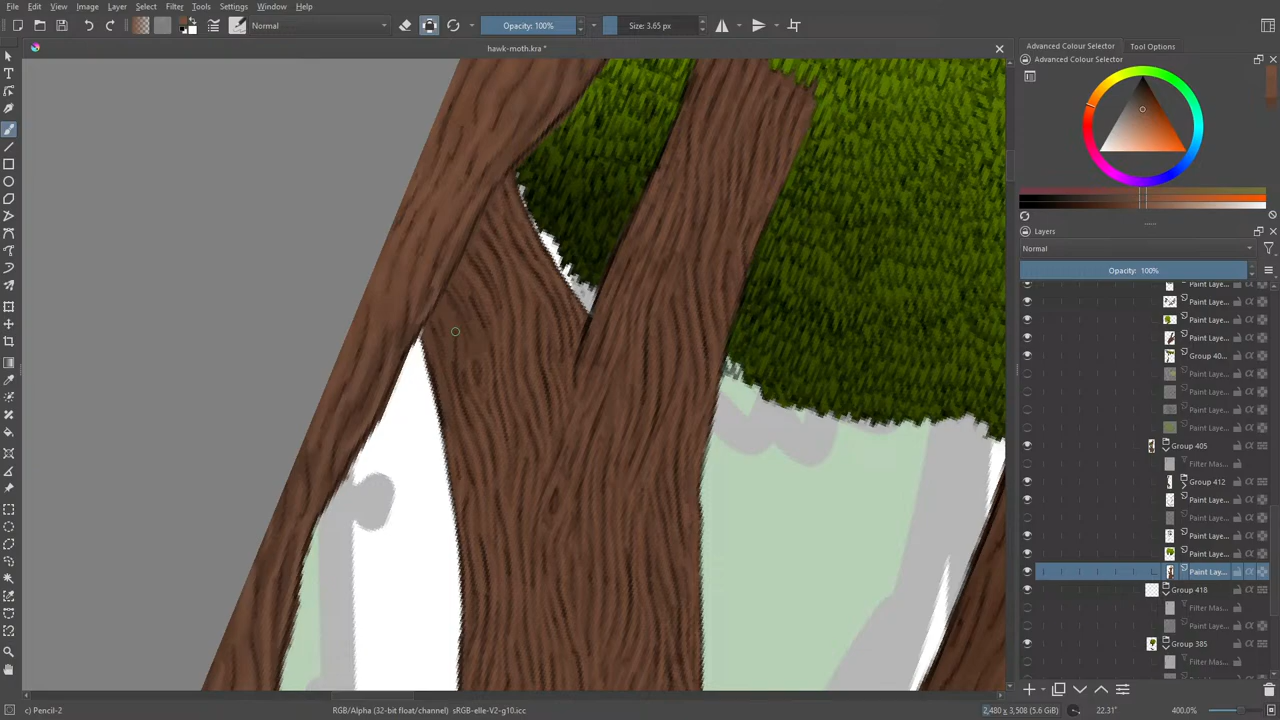 File Edit View Image Layer Select Filter Tools Settings Window Help
Normal Opacity: 100% Size: 3.65 px
hawk-moth.kra *
Advanced Colour Selector Tool Options
Advanced Colour Selector
Layers
Normal
Opacity: 100%
Paint Laye...
Paint Laye...
Paint Laye...
Paint Laye...
Group 40...
Paint Laye...
Paint Laye...
Paint Laye...
Paint Laye...
Group 405
Filter Mas...
Group 412
Paint Laye...
Paint Laye...
Paint Laye...
Paint Laye...
Paint Lay...
Group 418
Filter Mas...
Paint Laye...
Group 385
Filter Mas...
c) Pencil-2 RGB/Alpha (32-bit float/channel) sRGB-elle-V2-g10.icc 2,480 x 3,508 (5.6 GiB) 22.31° 400.0%